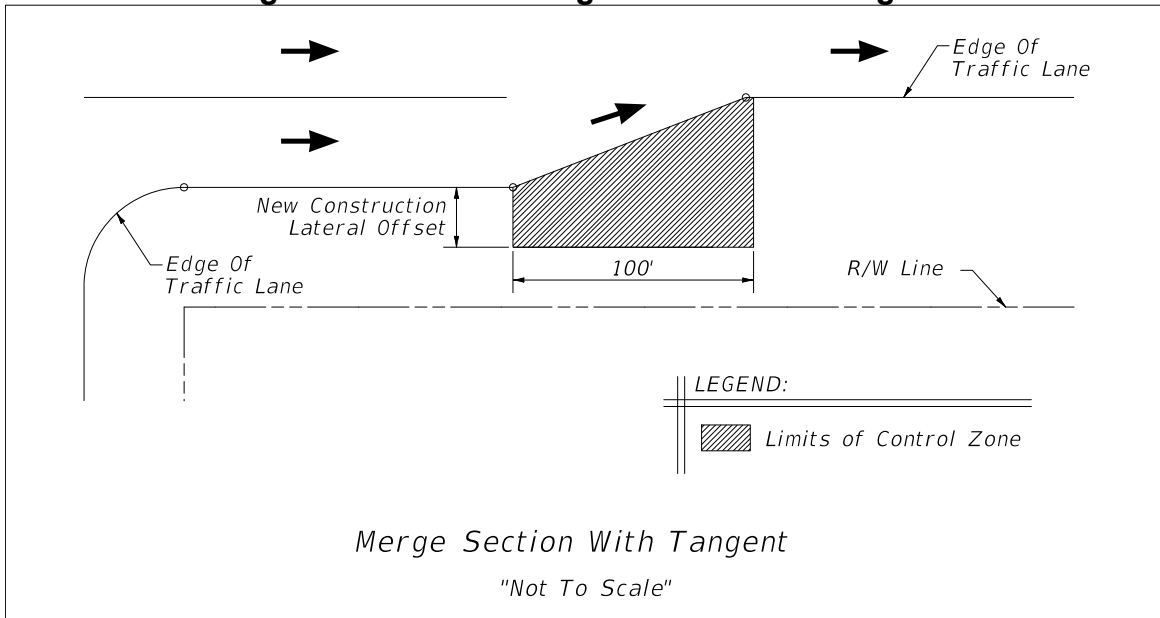 Edge Of
Traffic Lane
New Construction
Lateral Offset
Edge Of
Traffic Lane
100'
R/W Line
LEGEND:
Limits of Control Zone
Merge Section With Tangent
"Not To Scale"